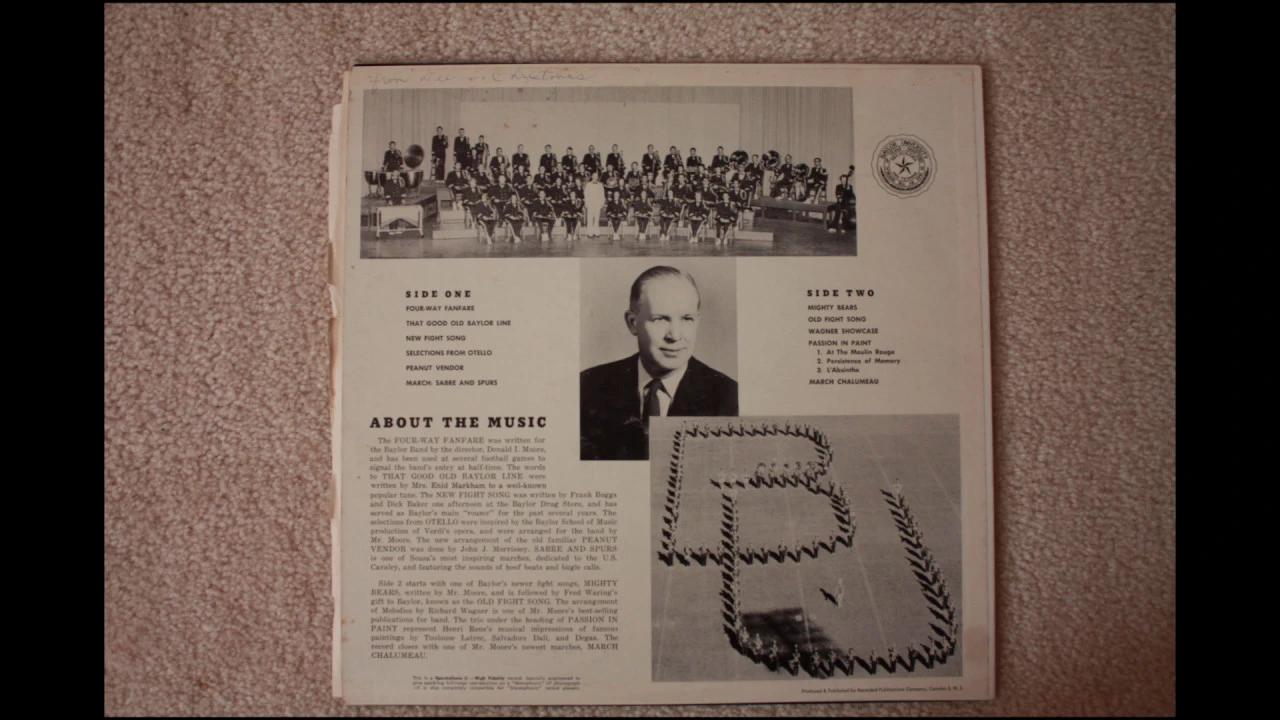 Christmas
SIDE ONE
FOUR-WAY FANFARE
THAT GOOD OLD BAYLOR LINE
NEW FIGHT SONG
SELECTIONS FROM OTELLO
PEANUT VENDOR
MARCH: SABRE AND SPURS
SIDE TWO
MIGHTY BEARS
OLD FIGHT SONG
WAGNER SHOWCASE
PASSION IN PAINT
1. At The Moulin Rouge
2. Persistence of Memory
3. L'Absinthe
MARCH CHALUMEAU
ABOUT THE MUSIC
The FOUR-WAY FANFARE was written for
the Baylor Band by the director, Donald I. Moore,
and has been used at several football games to
signal the band's entry at half-time. The words
to THAT GOOD OLD BAYLOR LINE were
written by Mrs. Enid Markham to a well-known
popular tune. The NEW FIGHT SONG was written by Frank Boggs
and Dick Baker one afternoon at the Baylor Drug Store, and has
served as Baylor's main "rouser" for the past several years. The
selections from OTELLO were inspired by the Baylor School of Music
production of Verdi's opera, and were arranged for the band by
Mr. Moore. The new arrangement of the old familiar PEANUT
VENDOR was done by John J. Morrissey. SABRE AND SPURS
is one of Sousa's most inspiring marches, dedicated to the U.S.
Cavalry, and featuring the sounds of hoof beats and bugle calls.
Side 2 starts with one of Baylor's newer fight songs, MIGHTY
BEARS, written by Mr. Moore, and is followed by Fred Waring's
gift to Baylor, known as the OLD FIGHT SONG. The arrangement
of Melodies by Richard Wagner is one of Mr. Moore's best-selling
publications for band. The trio under the heading of PASSION IN
PAINT represent Henri Rene's musical impressions of famous
paintings by Toulouse Latrec, Salvadore Dali, and Degas. The
record closes with one of Mr. Moore's newest marches, MARCH
CHALUMEAU.
This is a High Fidelity record,
Produced & Published by Recorded Publications Company, Camden 5, N. J.